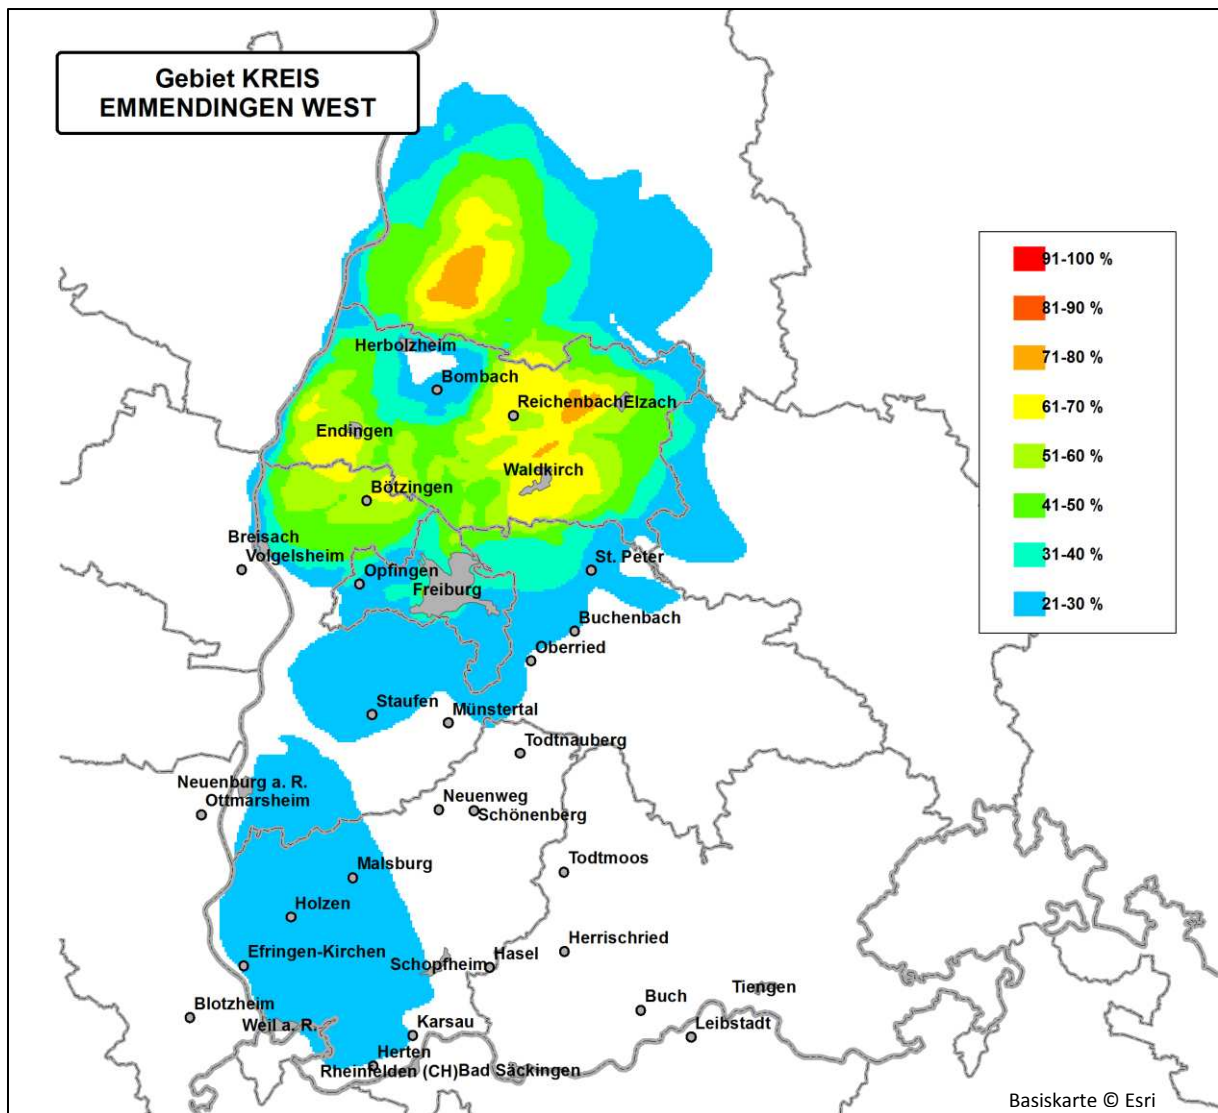 Gebiet KREIS
EMMENDINGEN WEST
91-100 %
81-90 %
71-80 %
61-70 %
51-60 %
41-50 %
31-40 %
21-30 %
Herbolzheim
Bombach
Reichenbach
Elzach
Endingen
Waldkirch
Bötzingen
Breisach
Volgelsheim
Opfingen
Freiburg
St. Peter
Buchenbach
Oberried
Staufen
Münstertal
Todtnauberg
Neuenburg a. R.
Ottmarsheim
Neuenweg
Schönenberg
Malsburg
Todtmoos
Holzen
Efringen-Kirchen
Schopfheim
Hasel
Herrischried
Blotzheim
Weil a. R.
Karsau
Buch
Tiengen
Leibstadt
Herten
Rheinfelden (CH)
Bad Säckingen
Basiskarte © Esri